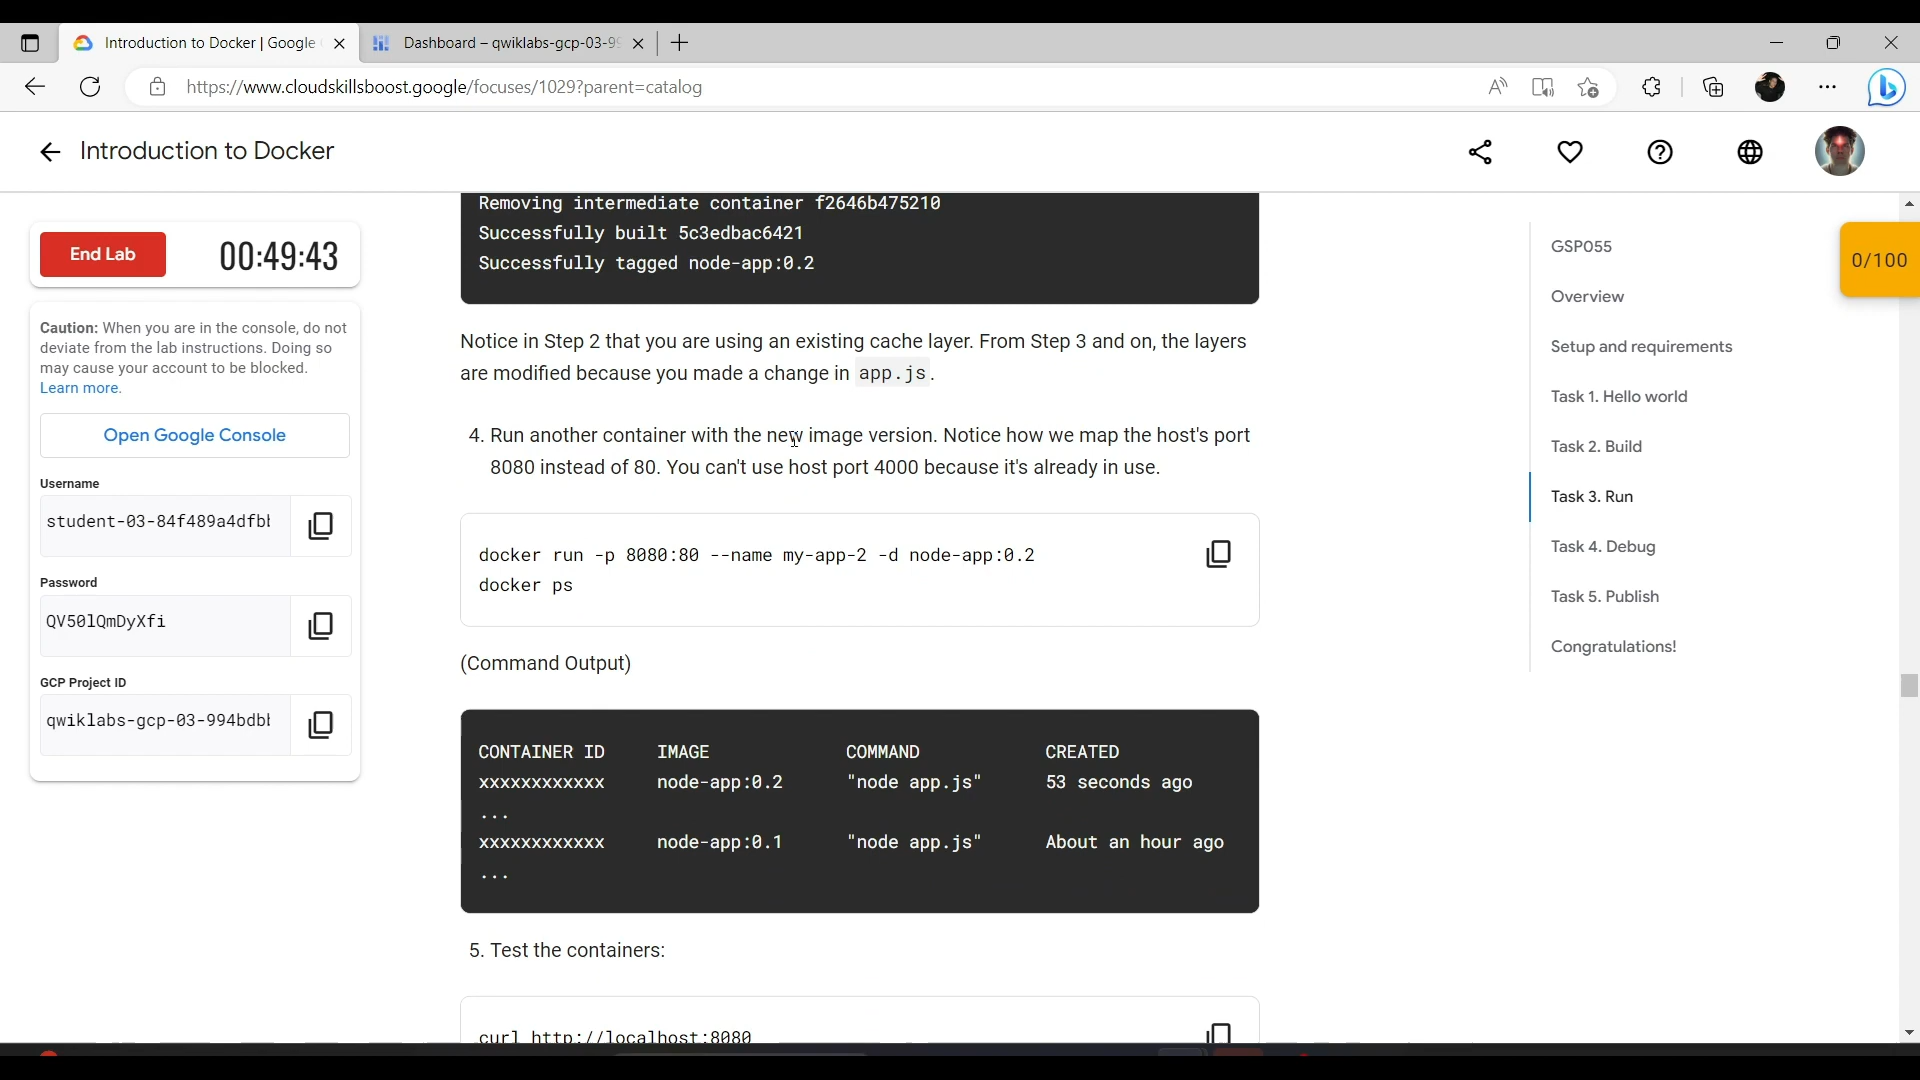 Introduction to Docker | Google
Dashboard – qwiklabs-gcp-03-99
https://www.cloudskillsboost.google/focuses/1029?parent=catalog
Introduction to Docker
End Lab
00:49:43
Caution: When you are in the console, do not
deviate from the lab instructions. Doing so
may cause your account to be blocked.
Learn more.
Open Google Console
Username
student-03-84f489a4dfb
Password
QV50lQmDyXfi
GCP Project ID
qwiklabs-gcp-03-994bdb
Removing intermediate container f2646b475210
Successfully built 5c3edbac6421
Successfully tagged node-app:0.2
Notice in Step 2 that you are using an existing cache layer. From Step 3 and on, the layers
are modified because you made a change in app.js.
4. Run another container with the new image version. Notice how we map the host's port
8080 instead of 80. You can't use host port 4000 because it's already in use.
docker run -p 8080:80 --name my-app-2 -d node-app:0.2
docker ps
(Command Output)
CONTAINER ID IMAGE COMMAND CREATED
xxxxxxxxxxxx node-app:0.2 "node app.js" 53 seconds ago
...
xxxxxxxxxxxx node-app:0.1 "node app.js" About an hour ago
...
5. Test the containers:
curl http://localhost:8080
GSP055
Overview
Setup and requirements
Task 1. Hello world
Task 2. Build
Task 3. Run
Task 4. Debug
Task 5. Publish
Congratulations!
0/100